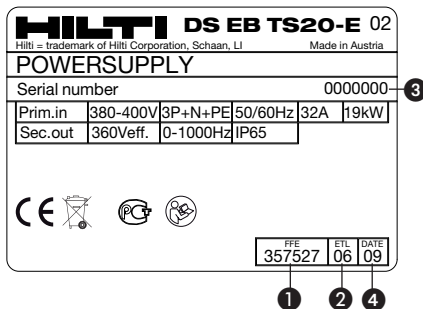 HILTI DS EB TS20-E 02
Hilti = trademark of Hilti Corporation, Schaan, LI Made in Austria
POWERSUPPLY
Serial number 0000000 3
Prim.in 380-400V 3P+N+PE 50/60Hz 32A 19kW
Sec.out 360Veff. 0-1000Hz IP65
CE PCT
FFE ETL DATE
357527 06 09
1 2 4